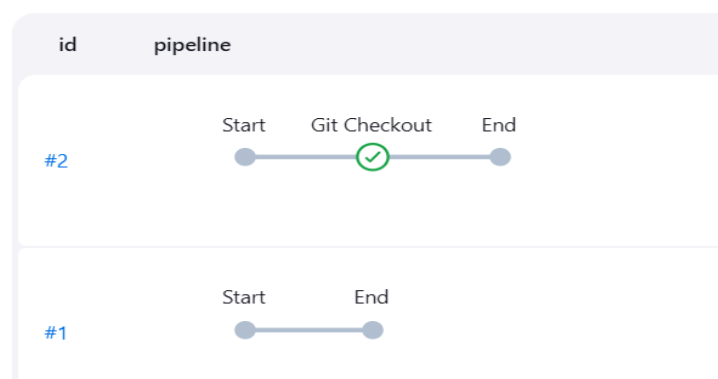 id pipeline
Start Git Checkout End
#2
Start End
#1